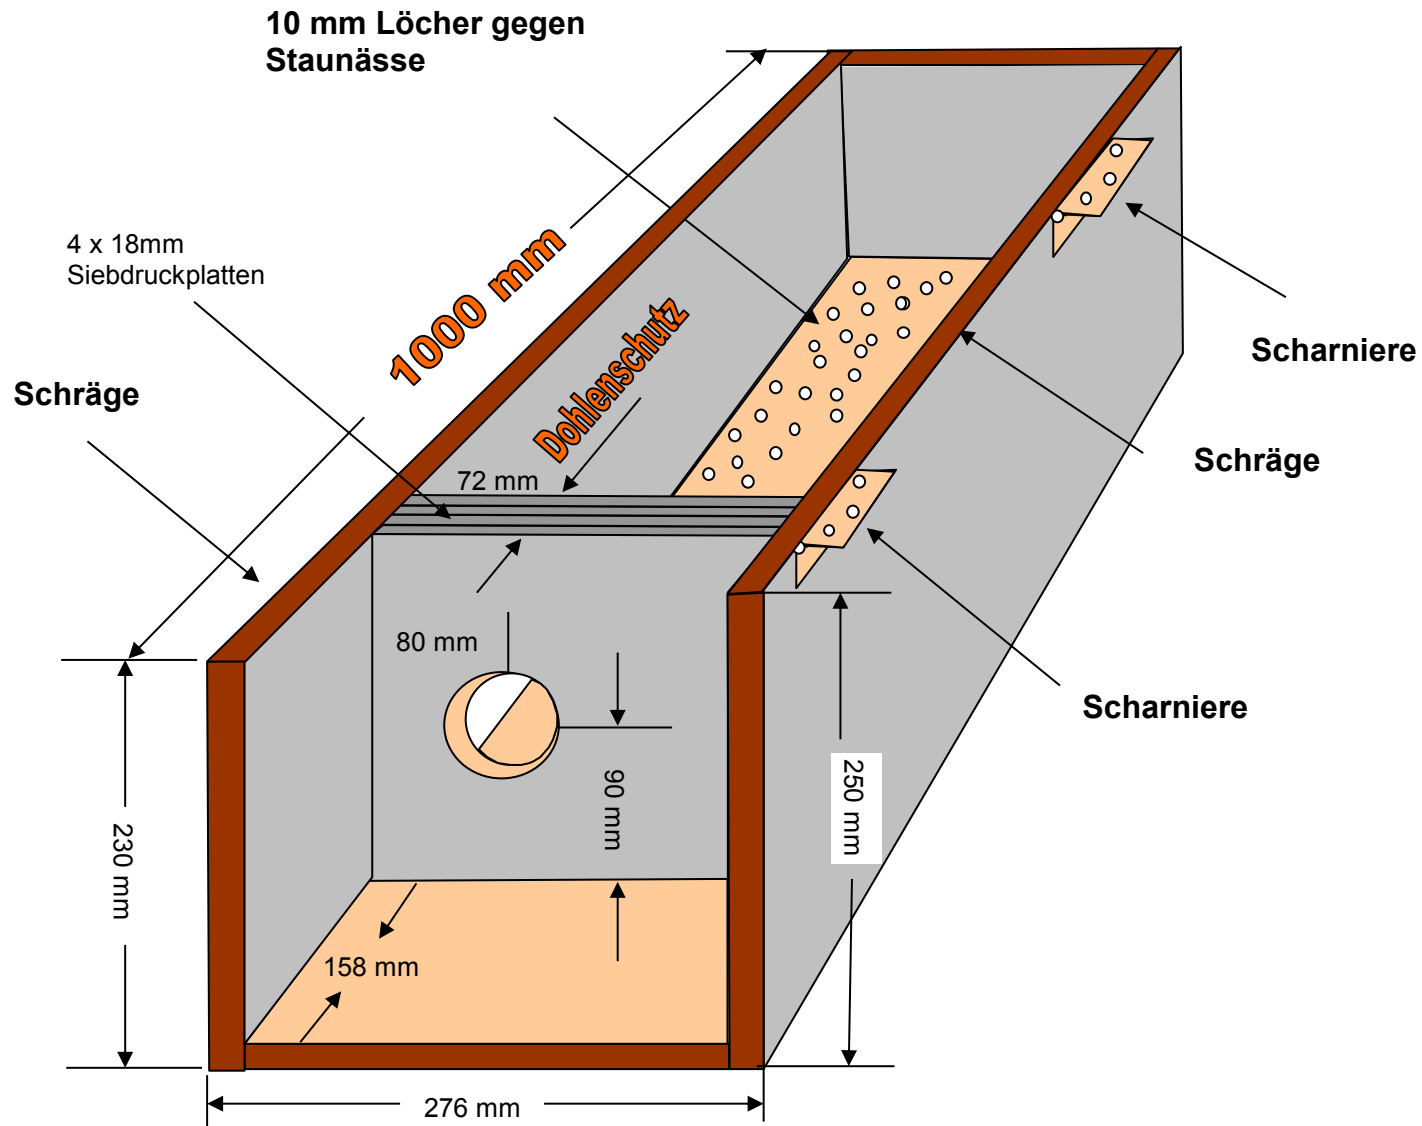 10 mm Löcher gegen
Staunässe
4 x 18mm
Siebdruckplatten
1000 mm
Dohlenschutz
Scharniere
Schräge
Schräge
72 mm
80 mm
Scharniere
90 mm
250 mm
230 mm
158 mm
276 mm